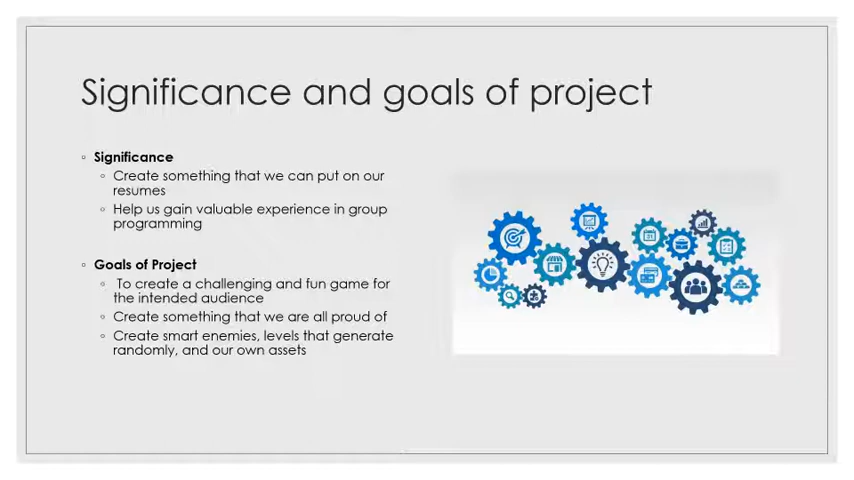 Significance and goals of project
Significance
Create something that we can put on our
resumes
Help us gain valuable experience in group
programming
Goals of Project
To create a challenging and fun game for
the intended audience
Create something that we are all proud of
Create smart enemies, levels that generate
randomly, and our own assets